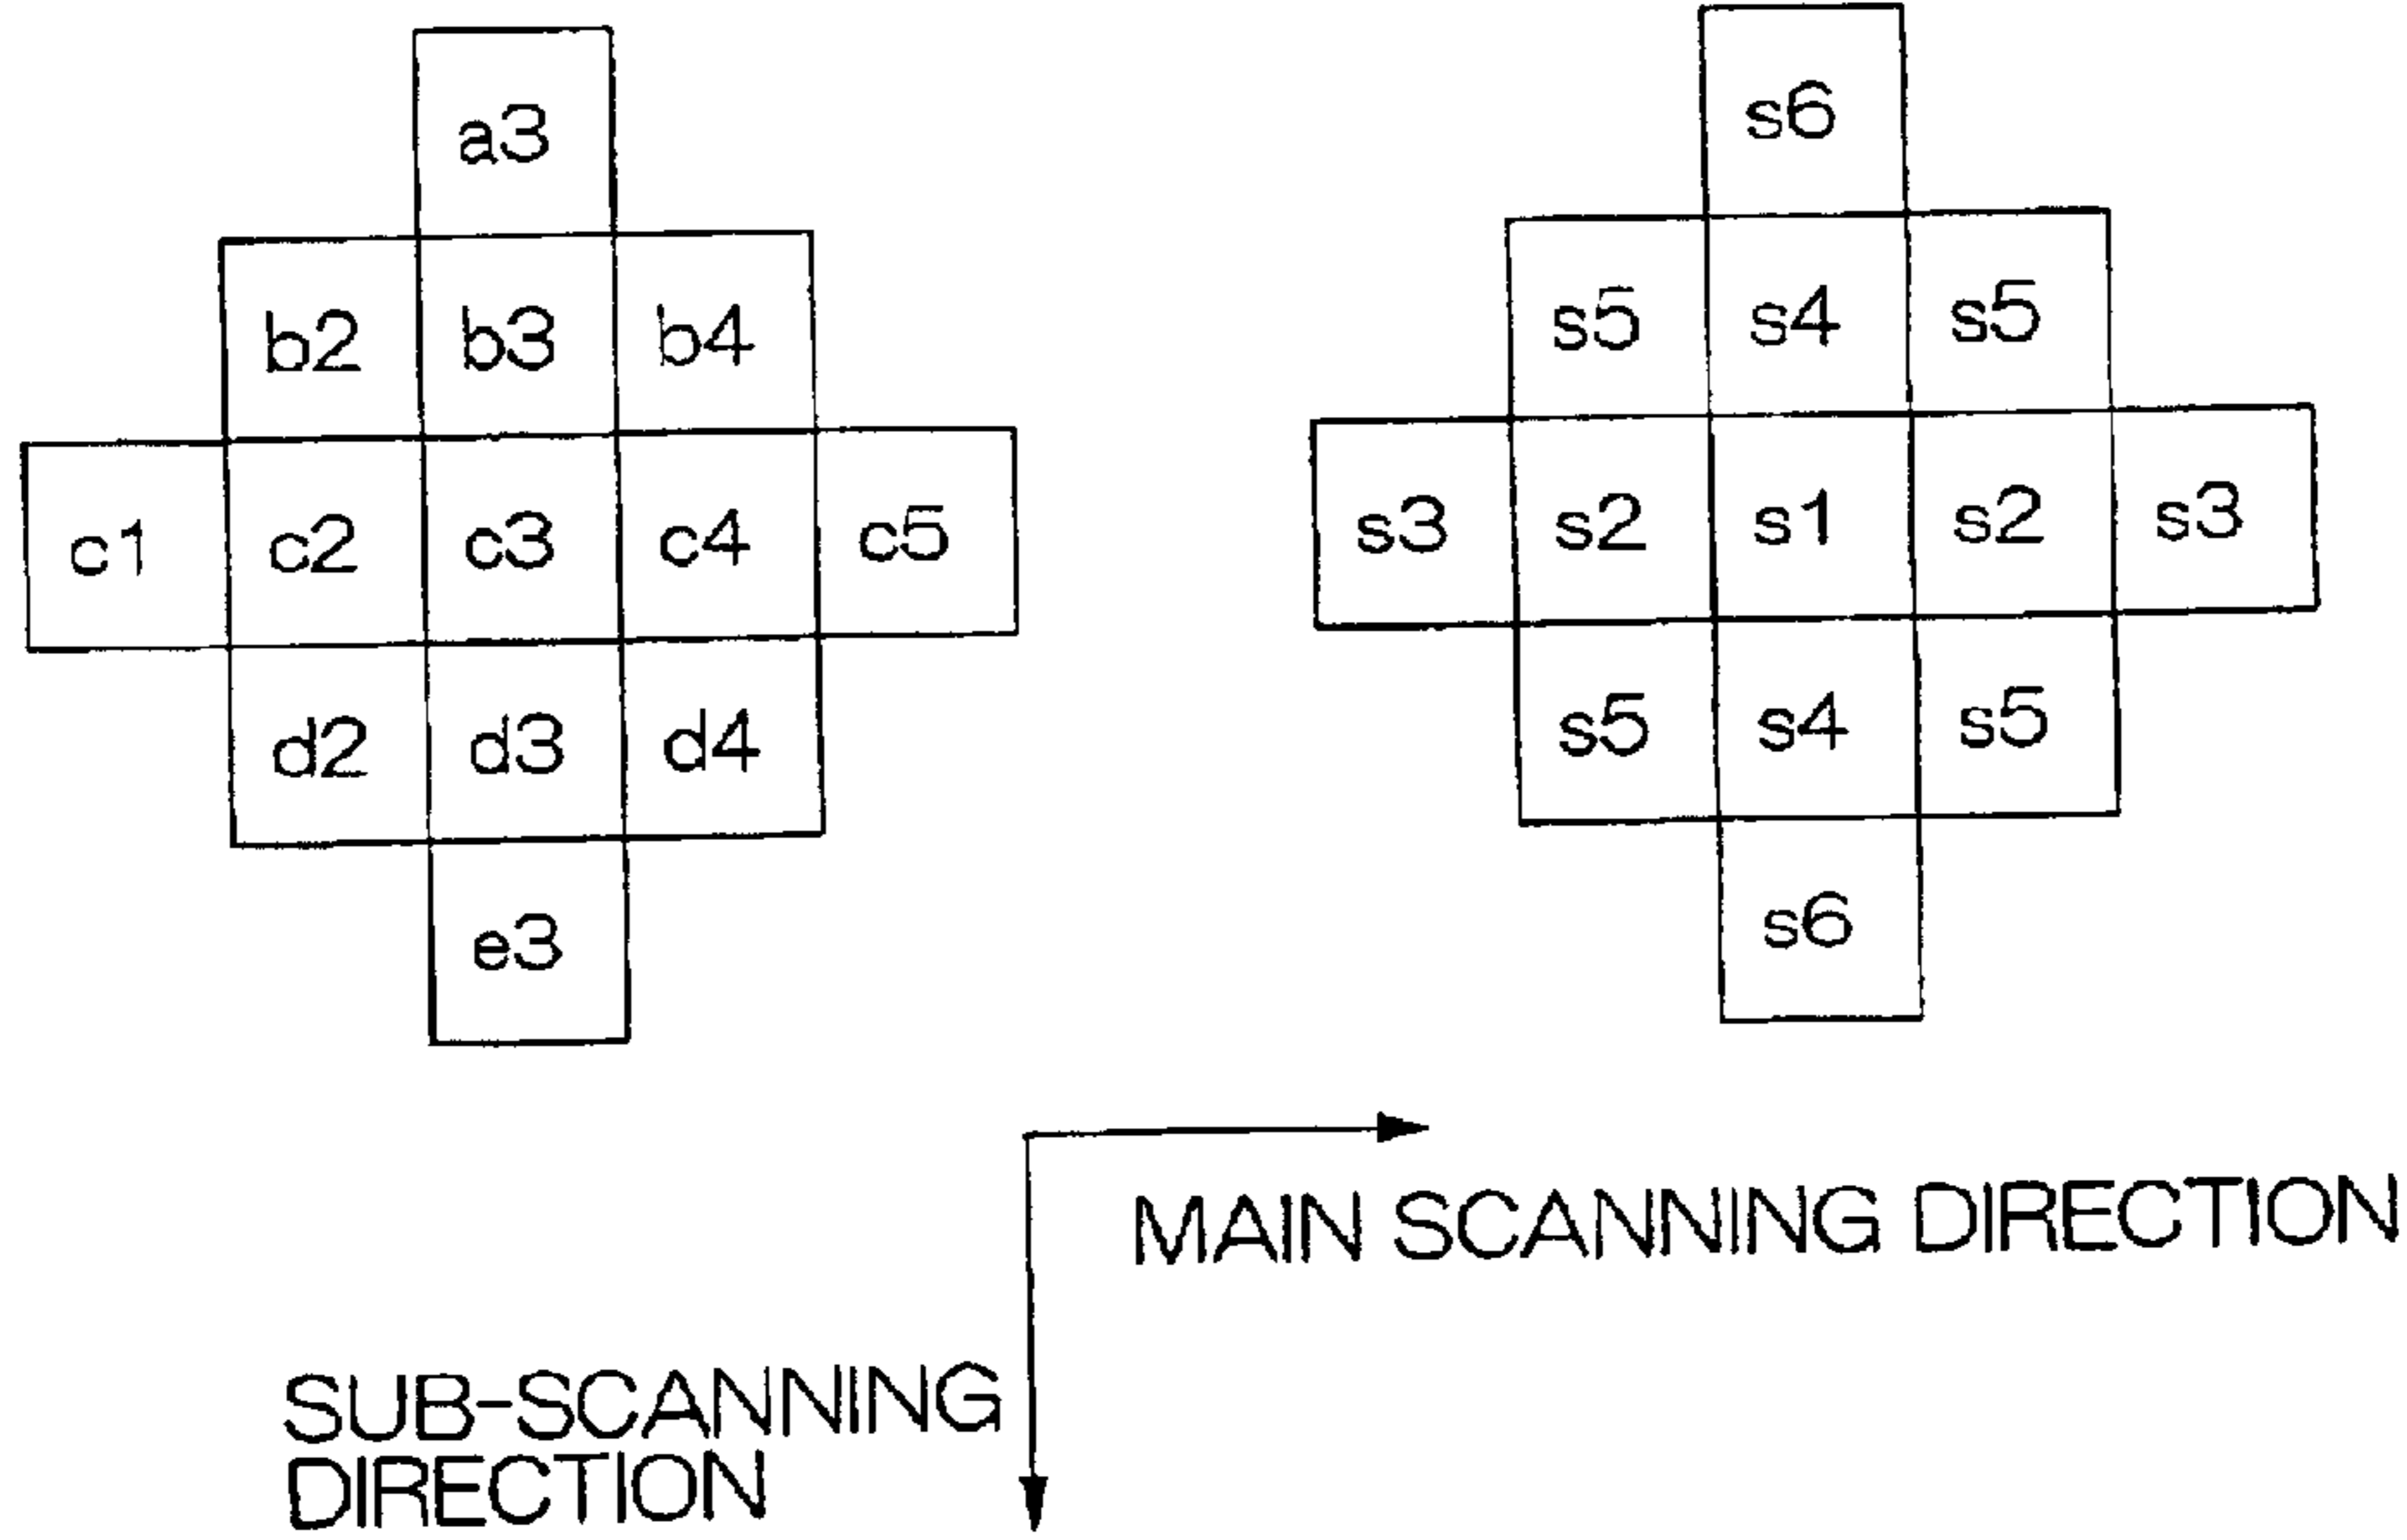 a3
b2 b3 b4
c1 c2 c3 c4 c5
d2 d3 d4
e3
s6
s5 s4 s5
s3 s2 s1 s2 s3
s5 s4 s5
s6
MAIN SCANNING DIRECTION
SUB-SCANNING
DIRECTION